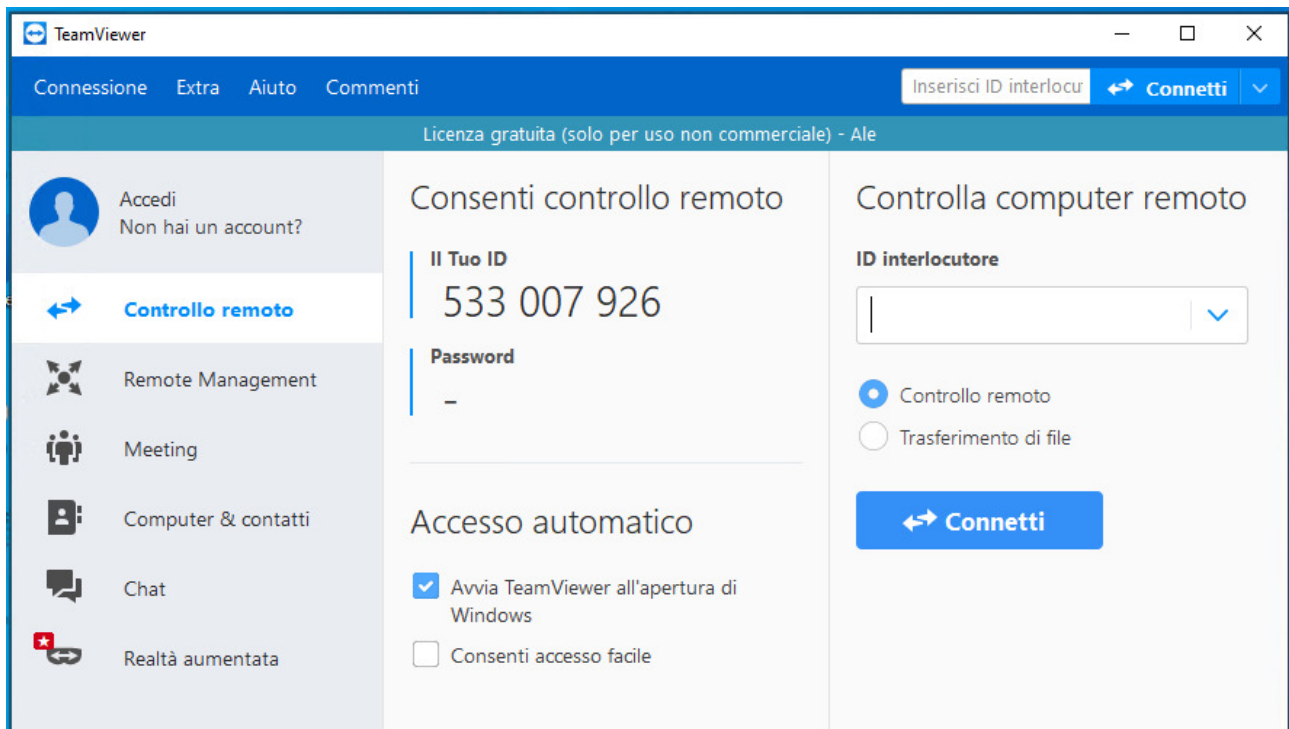 TeamViewer
Connessione Extra Aiuto Commenti
Inserisci ID interlocu
Connetti
Licenza gratuita (solo per uso non commerciale) - Ale
Accedi
Non hai un account?
Controllo remoto
Remote Management
Meeting
Computer & contatti
Chat
Realtà aumentata
Consenti controllo remoto
Il Tuo ID
533 007 926
Password
-
Accesso automatico
Avvia TeamViewer all'apertura di
Windows
Consenti accesso facile
Controlla computer remoto
ID interlocutore
Controllo remoto
Trasferimento di file
Connetti